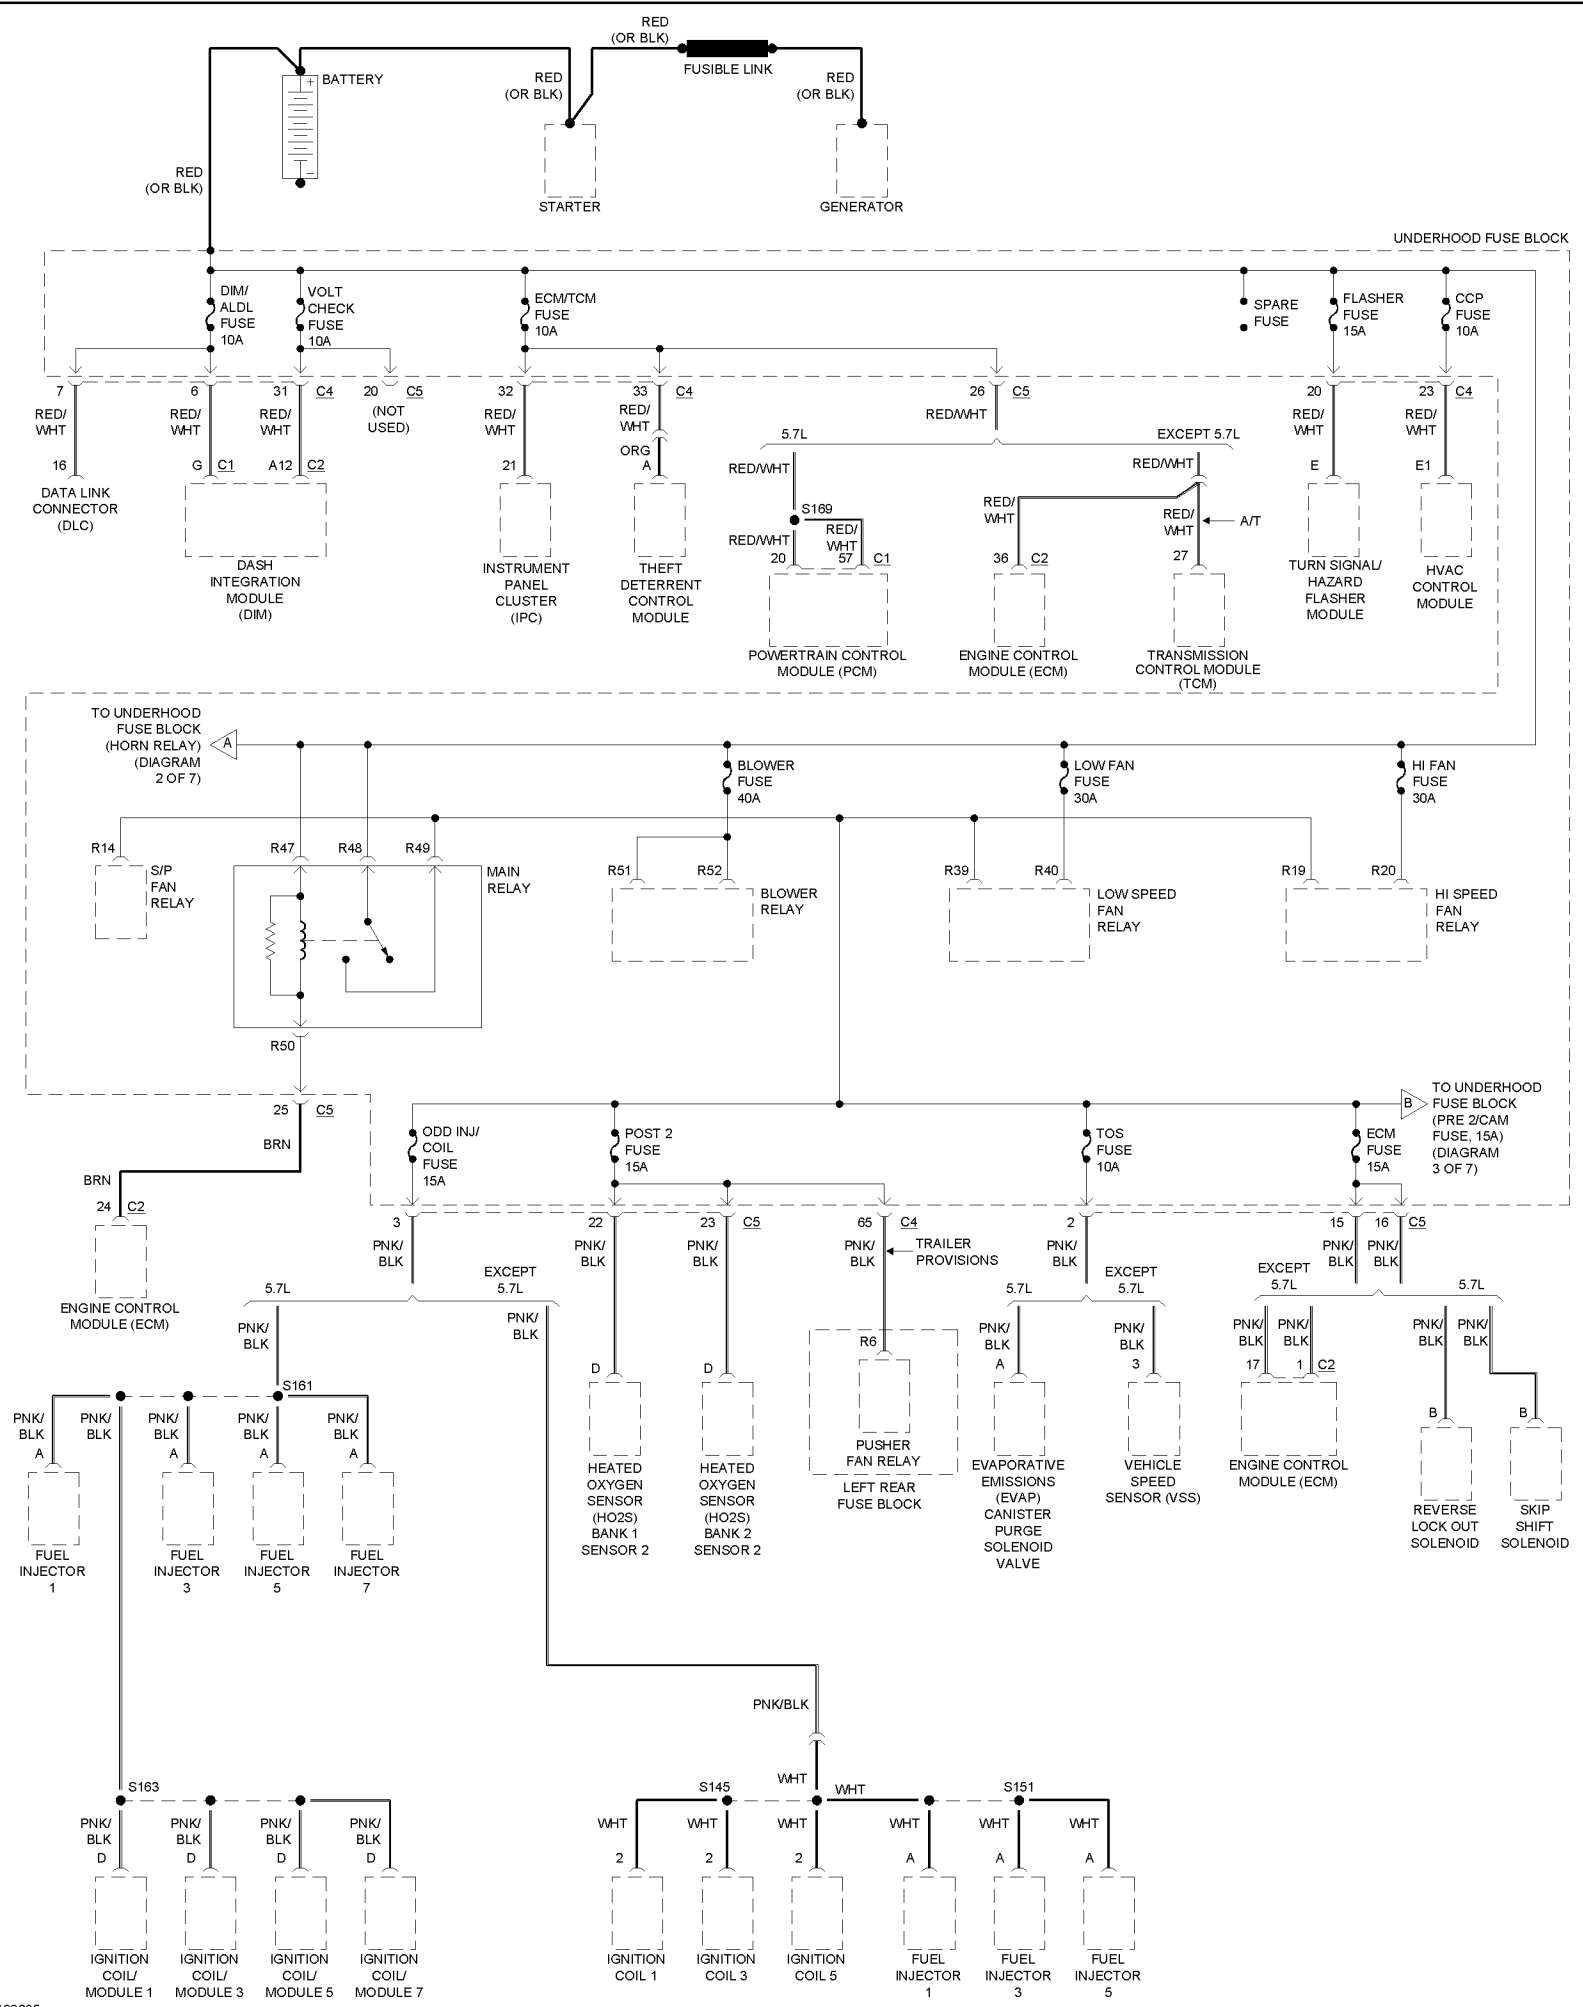 RED
(OR BLK)
FUSIBLE LINK
BATTERY
+
−
RED
(OR BLK)
RED
(OR BLK)
RED
(OR BLK)
STARTER
GENERATOR
UNDERHOOD FUSE BLOCK
DIM/
ALDL
FUSE
10A
VOLT
CHECK
FUSE
10A
ECM/TCM
FUSE
10A
SPARE
FUSE
FLASHER
FUSE
15A
CCP
FUSE
10A
7
6
31
C4
20
C5
32
33
C4
26
C5
20
23
C4
RED/
WHT
RED/
WHT
RED/
WHT
(NOT
USED)
RED/
WHT
RED/
WHT
RED/WHT
RED/
WHT
RED/
WHT
16
G
C1
A12
C2
21
ORG
A
5.7L
EXCEPT 5.7L
RED/WHT
RED/WHT
E
E1
DATA LINK
CONNECTOR
(DLC)
S169
RED/WHT
RED/
WHT
20
57
C1
RED/
WHT
RED/
WHT
A/T
36
C2
27
DASH
INTEGRATION
MODULE
(DIM)
INSTRUMENT
PANEL
CLUSTER
(IPC)
THEFT
DETERRENT
CONTROL
MODULE
POWERTRAIN CONTROL
MODULE (PCM)
ENGINE CONTROL
MODULE (ECM)
TRANSMISSION
CONTROL MODULE
(TCM)
TURN SIGNAL/
HAZARD
FLASHER
MODULE
HVAC
CONTROL
MODULE
TO UNDERHOOD
FUSE BLOCK
(HORN RELAY)
(DIAGRAM
2 OF 7)
A
BLOWER
FUSE
40A
LOW FAN
FUSE
30A
HI FAN
FUSE
30A
R14
R47
R48
R49
R51
R52
R39
R40
R19
R20
S/P
FAN
RELAY
MAIN
RELAY
BLOWER
RELAY
LOW SPEED
FAN
RELAY
HI SPEED
FAN
RELAY
R50
25
C5
BRN
BRN
24
C2
ENGINE CONTROL
MODULE (ECM)
ODD INJ/
COIL
FUSE
15A
POST 2
FUSE
15A
TOS
FUSE
10A
ECM
FUSE
15A
B
TO UNDERHOOD
FUSE BLOCK
(PRE 2/CAM
FUSE, 15A)
(DIAGRAM
3 OF 7)
3
22
23
C5
65
C4
2
15
16
C5
PNK/
BLK
PNK/
BLK
PNK/
BLK
PNK/
BLK
TRAILER
PROVISIONS
PNK/
BLK
PNK/
BLK
PNK/
BLK
5.7L
EXCEPT
5.7L
5.7L
EXCEPT
5.7L
EXCEPT
5.7L
5.7L
PNK/
BLK
PNK/
BLK
PNK/
BLK
PNK/
BLK
PNK/
BLK
PNK/
BLK
PNK/
BLK
PNK/
BLK
D
D
R6
A
3
17
1
C2
B
B
PUSHER
FAN RELAY
LEFT REAR
FUSE BLOCK
HEATED
OXYGEN
SENSOR
(HO2S)
BANK 1
SENSOR 2
HEATED
OXYGEN
SENSOR
(HO2S)
BANK 2
SENSOR 2
EVAPORATIVE
EMISSIONS
(EVAP)
CANISTER
PURGE
SOLENOID
VALVE
VEHICLE
SPEED
SENSOR (VSS)
ENGINE CONTROL
MODULE (ECM)
REVERSE
LOCK OUT
SOLENOID
SKIP
SHIFT
SOLENOID
S161
PNK/
BLK
A
PNK/
BLK
PNK/
BLK
A
PNK/
BLK
A
PNK/
BLK
A
FUEL
INJECTOR
1
FUEL
INJECTOR
3
FUEL
INJECTOR
5
FUEL
INJECTOR
7
PNK/BLK
WHT
S163
S145
WHT
S151
PNK/
BLK
D
PNK/
BLK
D
PNK/
BLK
D
PNK/
BLK
D
WHT
2
WHT
2
WHT
2
WHT
A
WHT
A
WHT
A
IGNITION
COIL/
MODULE 1
IGNITION
COIL/
MODULE 3
IGNITION
COIL/
MODULE 5
IGNITION
COIL/
MODULE 7
IGNITION
COIL 1
IGNITION
COIL 3
IGNITION
COIL 5
FUEL
INJECTOR
1
FUEL
INJECTOR
3
FUEL
INJECTOR
5